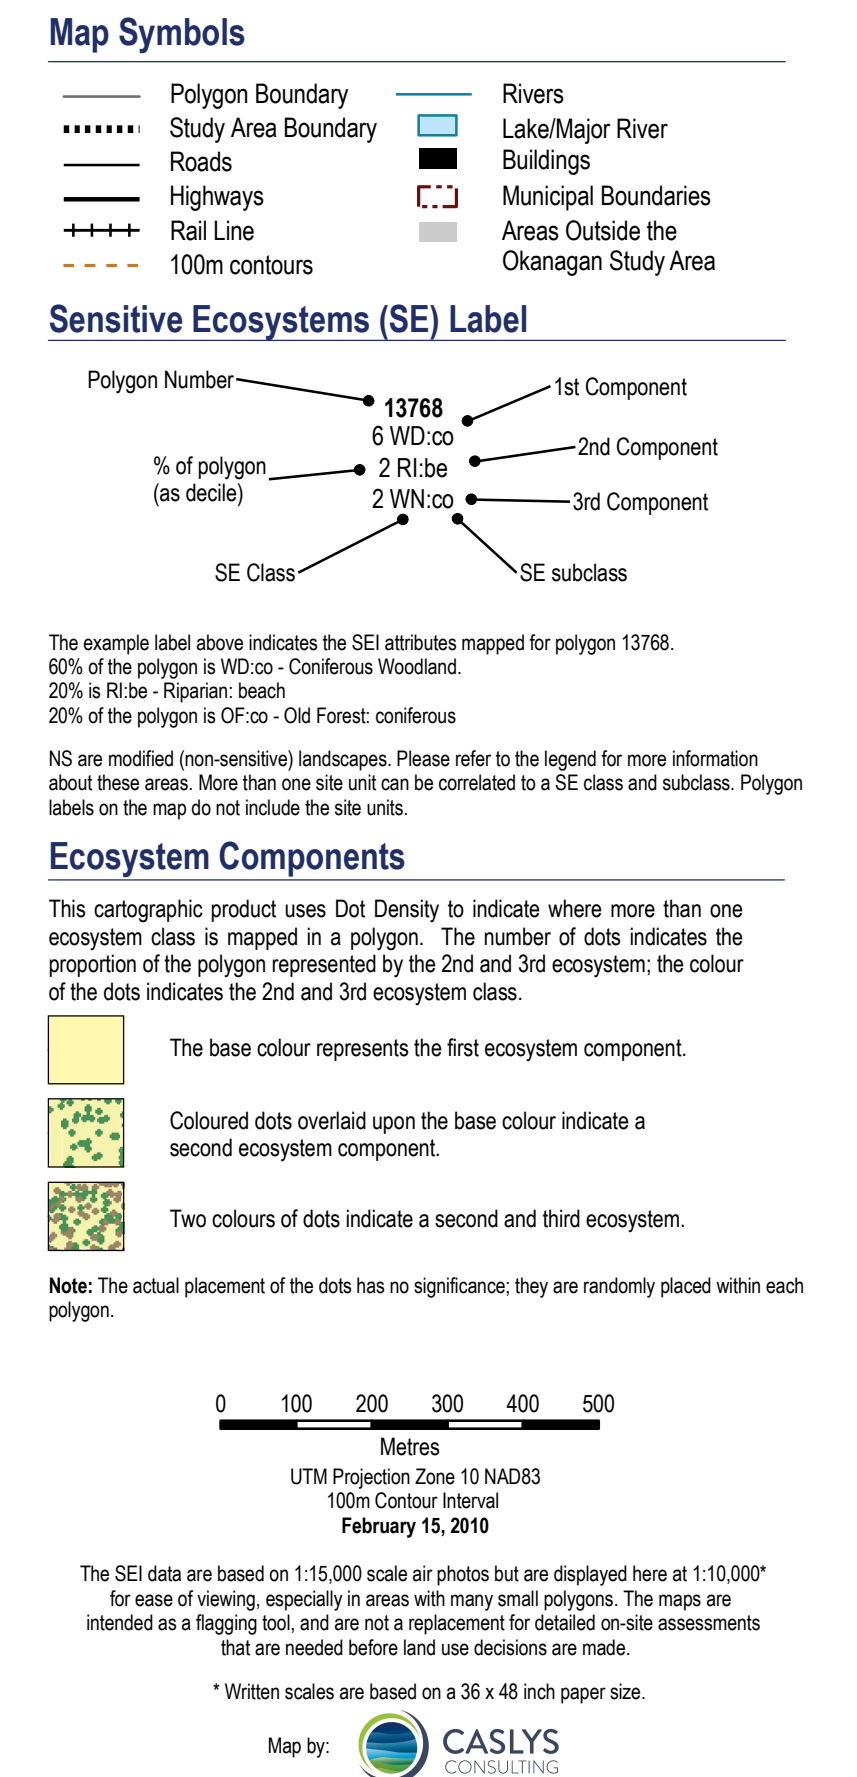 Map Symbols
Polygon Boundary
Study Area Boundary
Roads
Highways
Rail Line
100m contours
Rivers
Lake/Major River
Buildings
Municipal Boundaries
Areas Outside the
Okanagan Study Area
Sensitive Ecosystems (SE) Label
Polygon Number
13768
1st Component
6 WD:co
2nd Component
% of polygon
(as decile)
2 RI:be
2 WN:co
3rd Component
SE Class
SE subclass
The example label above indicates the SEI attributes mapped for polygon 13768.
60% of the polygon is WD:co - Coniferous Woodland.
20% is RI:be - Riparian: beach
20% of the polygon is OF:co - Old Forest: coniferous
NS are modified (non-sensitive) landscapes. Please refer to the legend for more information
about these areas. More than one site unit can be correlated to a SE class and subclass. Polygon
labels on the map do not include the site units.
Ecosystem Components
This cartographic product uses Dot Density to indicate where more than one
ecosystem class is mapped in a polygon. The number of dots indicates the
proportion of the polygon represented by the 2nd and 3rd ecosystem; the colour
of the dots indicates the 2nd and 3rd ecosystem class.
The base colour represents the first ecosystem component.
Coloured dots overlaid upon the base colour indicate a
second ecosystem component.
Two colours of dots indicate a second and third ecosystem.
Note: The actual placement of the dots has no significance; they are randomly placed within each
polygon.
0 100 200 300 400 500
Metres
UTM Projection Zone 10 NAD83
100m Contour Interval
February 15, 2010
The SEI data are based on 1:15,000 scale air photos but are displayed here at 1:10,000*
for ease of viewing, especially in areas with many small polygons. The maps are
intended as a flagging tool, and are not a replacement for detailed on-site assessments
that are needed before land use decisions are made.
* Written scales are based on a 36 x 48 inch paper size.
Map by:
CASLYS
CONSULTING